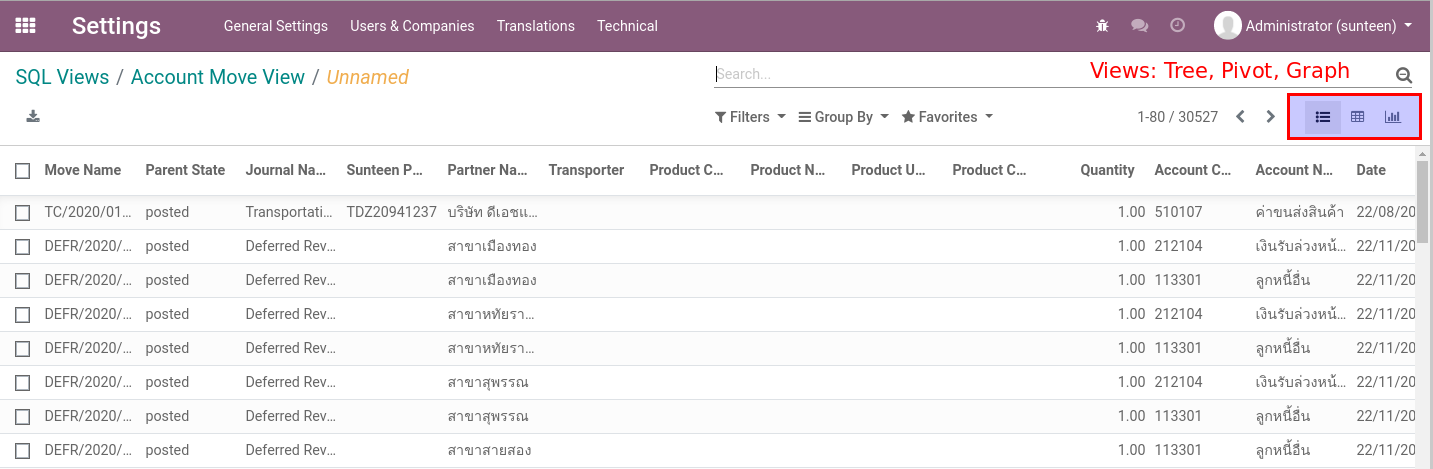 Settings General Settings Users & Companies Translations Technical Administrator (sunteen)
SQL Views / Account Move View / Unnamed Search... Views: Tree, Pivot, Graph
Filters Group By Favorites 1-80 / 30527
Move Name Parent State Journal Na... Sunteen P... Partner Na... Transporter Product C... Product N... Product U... Product C... Quantity Account C... Account N... Date
TC/2020/01... posted Transportati... TDZ20941237 บริษัท ดีเอชแ... 1.00 510107 ค่าขนส่งสินค้า 22/08/20
DEFR/2020/... posted Deferred Rev... สาขาเมืองทอง 1.00 212104 เงินรับล่วงหน้... 22/11/20
DEFR/2020/... posted Deferred Rev... สาขาเมืองทอง 1.00 113301 ลูกหนี้อื่น 22/11/20
DEFR/2020/... posted Deferred Rev... สาขาหทัยรา... 1.00 212104 เงินรับล่วงหน้... 22/11/20
DEFR/2020/... posted Deferred Rev... สาขาหทัยรา... 1.00 113301 ลูกหนี้อื่น 22/11/20
DEFR/2020/... posted Deferred Rev... สาขาสุพรรณ 1.00 212104 เงินรับล่วงหน้... 22/11/20
DEFR/2020/... posted Deferred Rev... สาขาสุพรรณ 1.00 113301 ลูกหนี้อื่น 22/11/20
DEFR/2020/... posted Deferred Rev... สาขาสายสอง 1.00 113301 ลูกหนี้อื่น 22/11/20